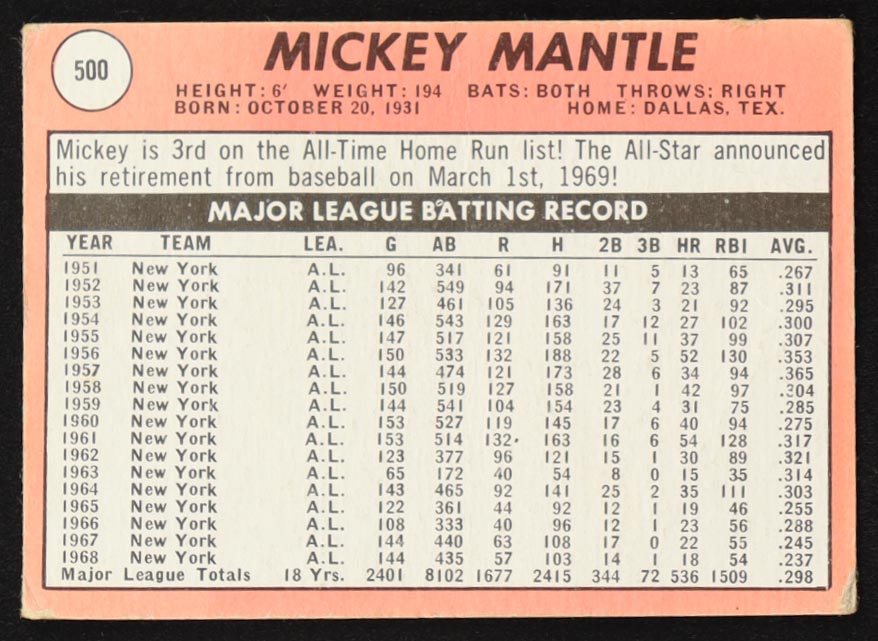 500
MICKEY MANTLE
HEIGHT: 6' WEIGHT: 194 BATS: BOTH THROWS: RIGHT
BORN: OCTOBER 20, 1931 HOME: DALLAS, TEX.
Mickey is 3rd on the All-Time Home Run list! The All-Star announced
his retirement from baseball on March 1st, 1969!
MAJOR LEAGUE BATTING RECORD
YEAR TEAM LEA. G AB R H 2B 3B HR RBI AVG.
1951 New York A.L. 96 341 61 91 11 5 13 65 .267
1952 New York A.L. 142 549 94 171 37 7 23 87 .311
1953 New York A.L. 127 461 105 136 24 3 21 92 .295
1954 New York A.L. 146 543 129 163 17 12 27 102 .300
1955 New York A.L. 147 517 121 158 25 11 37 99 .307
1956 New York A.L. 150 533 132 188 22 5 52 130 .353
1957 New York A.L. 144 474 121 173 28 6 34 94 .365
1958 New York A.L. 150 519 127 158 21 1 42 97 .304
1959 New York A.L. 144 541 104 154 23 4 31 75 .285
1960 New York A.L. 153 527 119 145 17 6 40 94 .275
1961 New York A.L. 153 514 132 163 16 6 54 128 .317
1962 New York A.L. 123 377 96 121 15 1 30 89 .321
1963 New York A.L. 65 172 40 54 8 0 15 35 .314
1964 New York A.L. 143 465 92 141 25 2 35 111 .303
1965 New York A.L. 122 361 44 92 12 1 19 46 .255
1966 New York A.L. 108 333 40 96 12 1 23 56 .288
1967 New York A.L. 144 440 63 108 17 0 22 55 .245
1968 New York A.L. 144 435 57 103 14 1 18 54 .237
Major League Totals 18 Yrs. 2401 8102 1677 2415 344 72 536 1509 .298